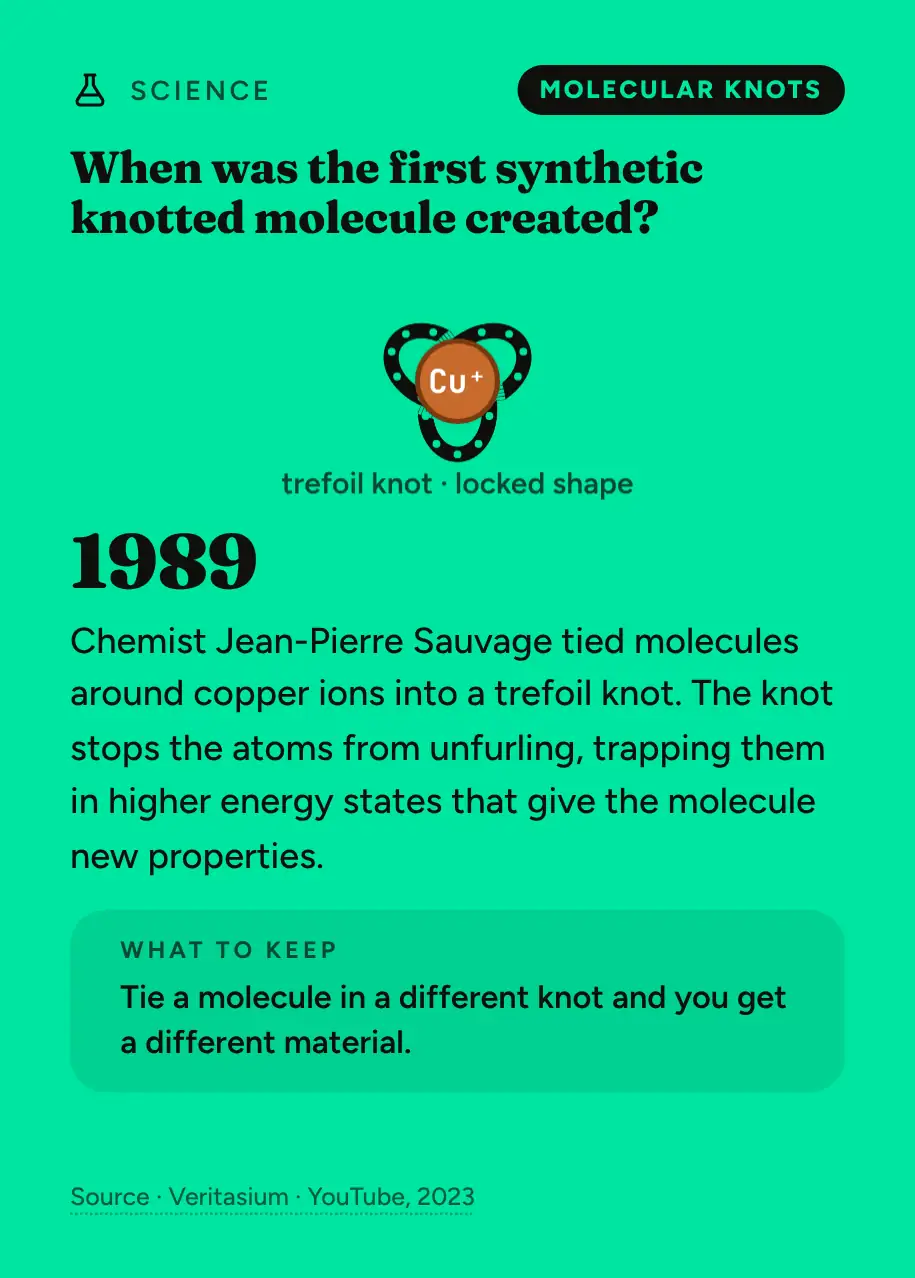 SCIENCE
MOLECULAR KNOTS
When was the first synthetic
knotted molecule created?
Cu⁺
trefoil knot · locked shape
1989
Chemist Jean-Pierre Sauvage tied molecules
around copper ions into a trefoil knot. The knot
stops the atoms from unfurling, trapping them
in higher energy states that give the molecule
new properties.
WHAT TO KEEP
Tie a molecule in a different knot and you get
a different material.
Source · Veritasium · YouTube, 2023